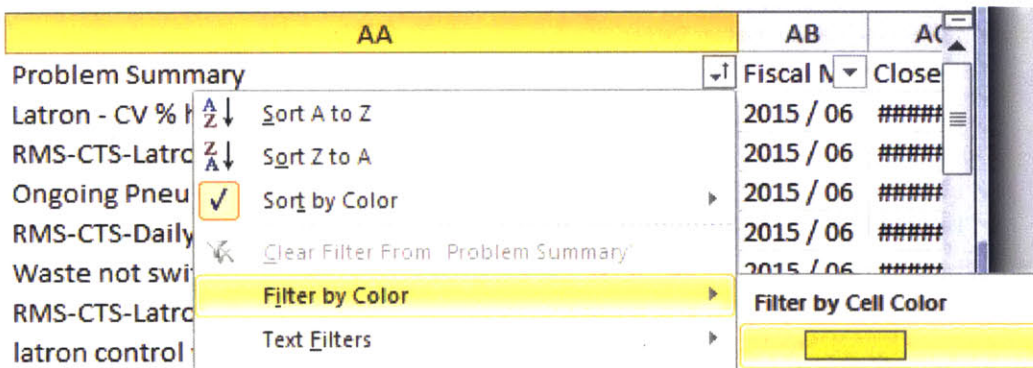 AA AB
Problem Summary Fiscal Close
Latron - CV % 2015 / 06 #####
Sort A to Z
RMS-CTS-Latro 2015 / 06 #####
Sort Z to A
Ongoing Pneu 2015 / 06 #####
Sort by Color
RMS-CTS-Daily 2015 / 06 #####
Clear Filter From "Problem Summary"
Waste not swi 2015 / 06 #####
Filter by Color
Filter by Cell Color
RMS-CTS-Latro
Text Filters
latron control